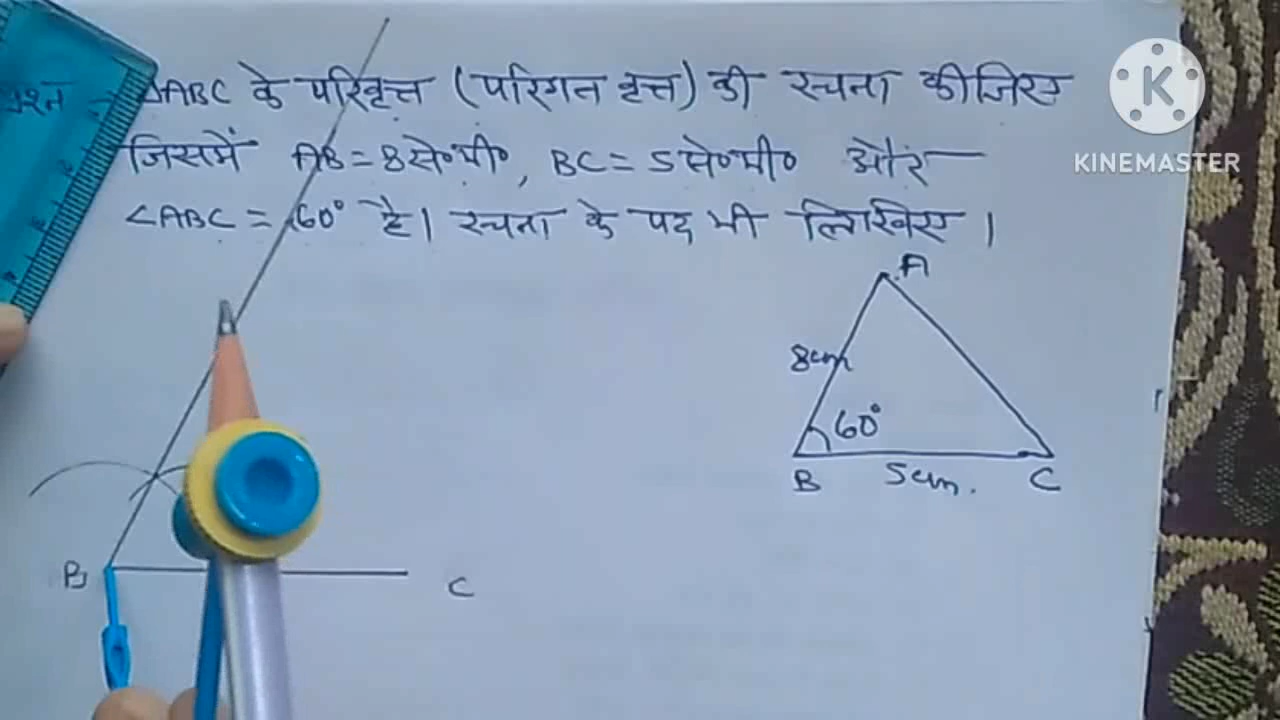 प्रश्न - △ABC के परिवृत्त (परिगत वृत्त) की रचना कीजिए
जिसमें AB = 8 से०मी०, BC = 5 से०मी० और
∠ABC = 60° है। रचना के पद भी लिखिए।
K
KINEMASTER
A
8cm
60°
B
5cm.
C
B
C